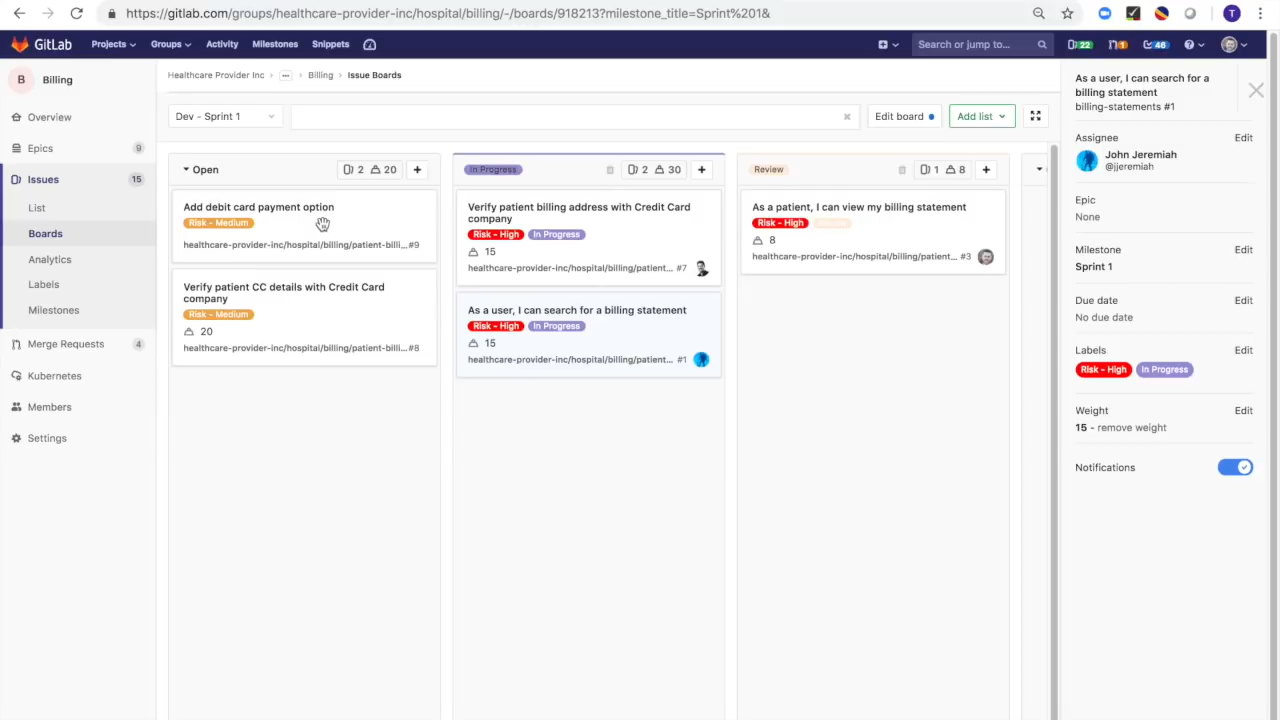 https://gitlab.com/groups/healthcare-provider-inc/hospital/billing/-/boards/918213?milestone_title=Sprint%201&
T
GitLab
Projects
Groups
Activity
Milestones
Snippets
Search or jump to...
22
1
46
B
Billing
Overview
Epics
9
Issues
15
List
Boards
Analytics
Labels
Milestones
Merge Requests
4
Kubernetes
Members
Settings
Healthcare Provider Inc › ... › Billing › Issue Boards
Dev - Sprint 1
Edit board
Add list
Open
2
20
Add debit card payment option
Risk - Medium
healthcare-provider-inc/hospital/billing/patient-billi... #9
Verify patient CC details with Credit Card
company
Risk - Medium
20
healthcare-provider-inc/hospital/billing/patient-billi... #8
In Progress
2
30
Verify patient billing address with Credit Card
company
Risk - High
In Progress
15
healthcare-provider-inc/hospital/billing/patient... #7
As a user, I can search for a billing statement
Risk - High
In Progress
15
healthcare-provider-inc/hospital/billing/patient... #1
Review
1
8
As a patient, I can view my billing statement
Risk - High
8
healthcare-provider-inc/hospital/billing/patient... #3
As a user, I can search for a
billing statement
billing-statements #1
Assignee
Edit
John Jeremiah
@jjeremiah
Epic
None
Milestone
Edit
Sprint 1
Due date
Edit
No due date
Labels
Edit
Risk - High
In Progress
Weight
Edit
15 - remove weight
Notifications